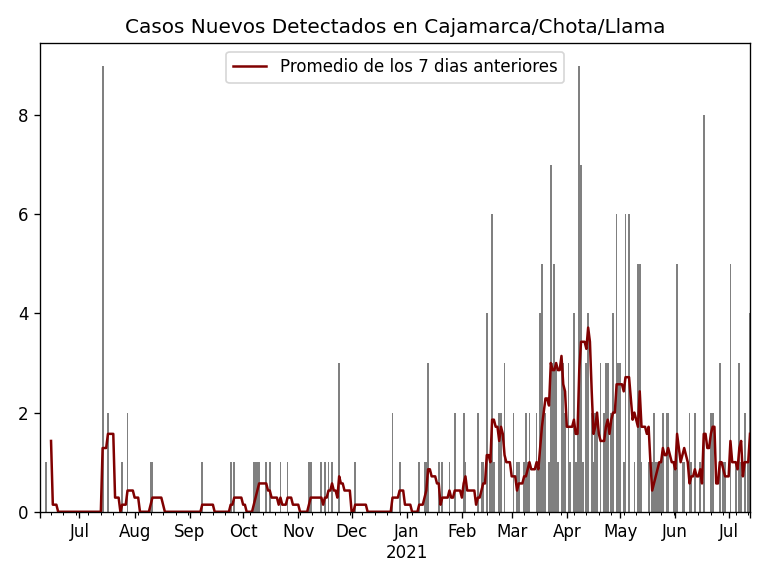 Casos Nuevos Detectados en Cajamarca/Chota/Llama
Promedio de los 7 dias anteriores
8
6
4
2
0
Jul Aug Sep Oct Nov Dec Jan Feb Mar Apr May Jun Jul
2021